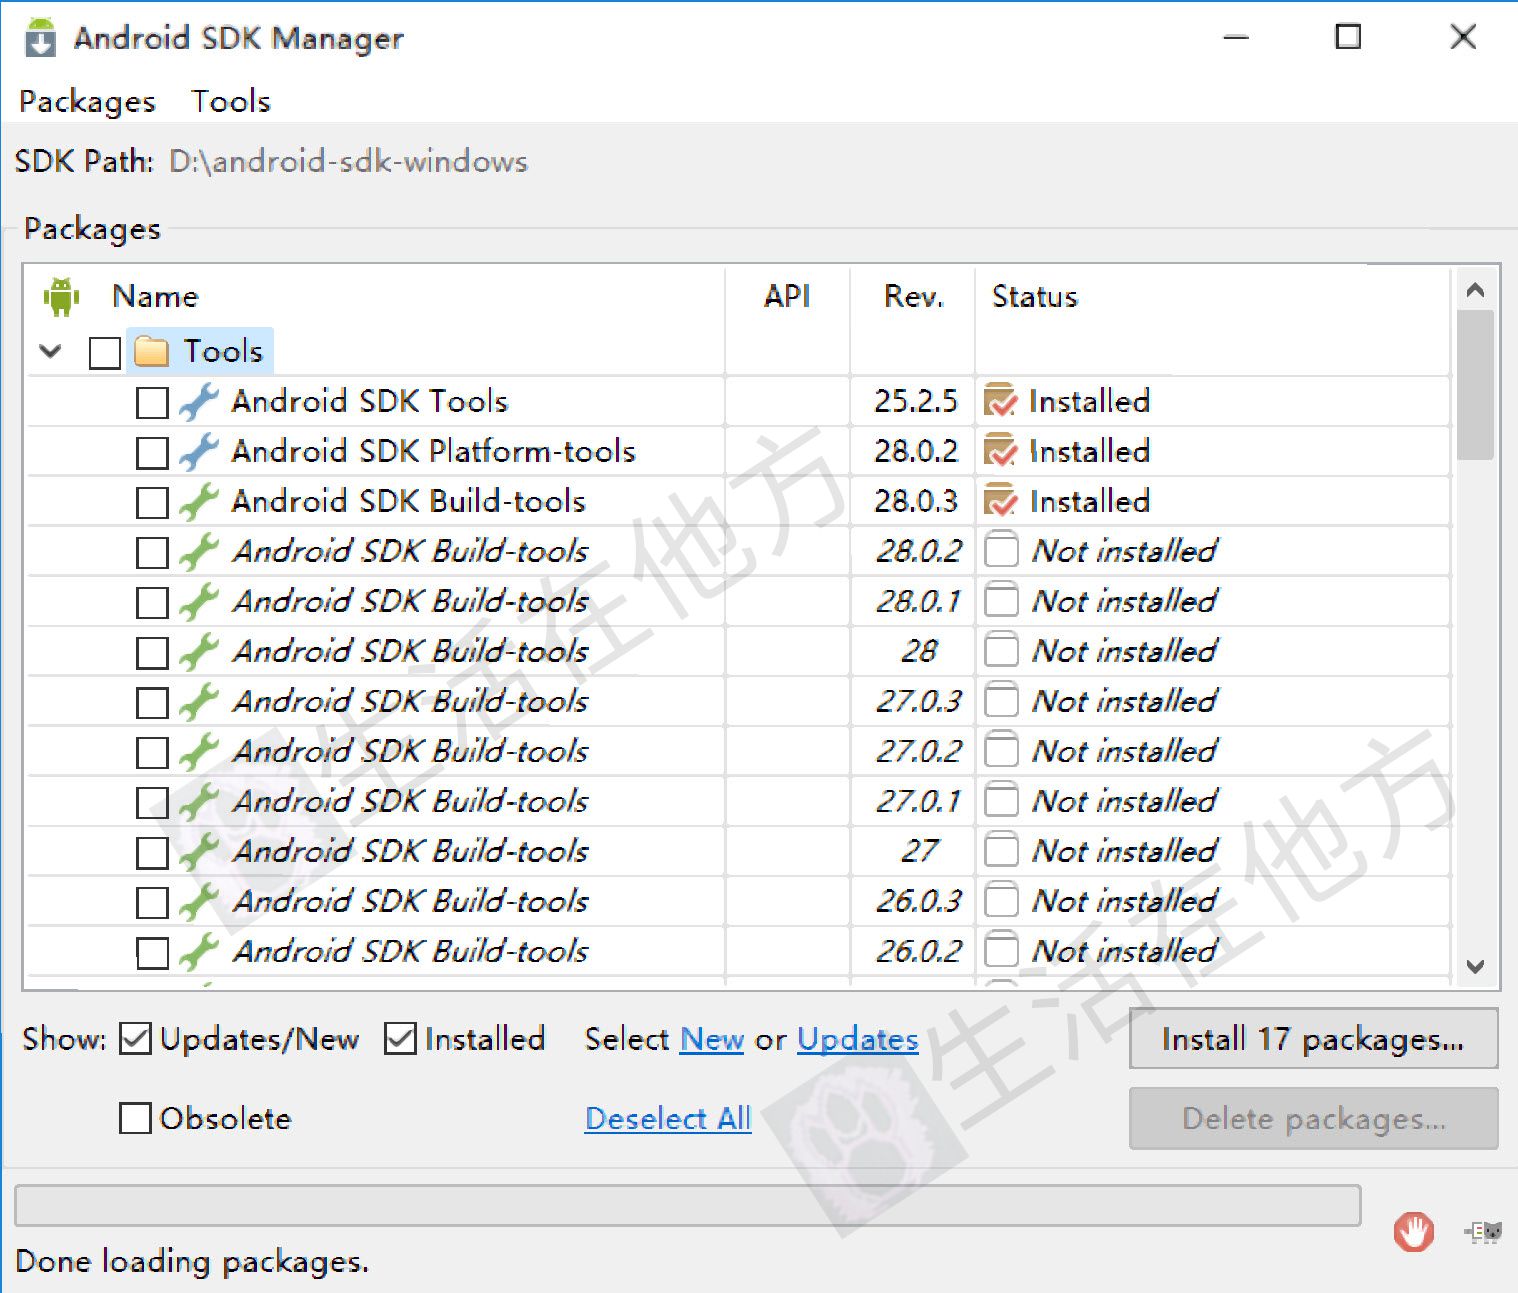 Android SDK Manager
Packages Tools
SDK Path: D:\android-sdk-windows
Packages
Name API Rev. Status
Tools
Android SDK Tools 25.2.5 Installed
Android SDK Platform-tools 28.0.2 Installed
Android SDK Build-tools 28.0.3 Installed
Android SDK Build-tools 28.0.2 Not installed
Android SDK Build-tools 28.0.1 Not installed
Android SDK Build-tools 28 Not installed
Android SDK Build-tools 27.0.3 Not installed
Android SDK Build-tools 27.0.2 Not installed
Android SDK Build-tools 27.0.1 Not installed
Android SDK Build-tools 27 Not installed
Android SDK Build-tools 26.0.3 Not installed
Android SDK Build-tools 26.0.2 Not installed
Show: Updates/New Installed Select New or Updates Install 17 packages...
Obsolete Deselect All Delete packages...
Done loading packages.
生活在他方
生活在他方